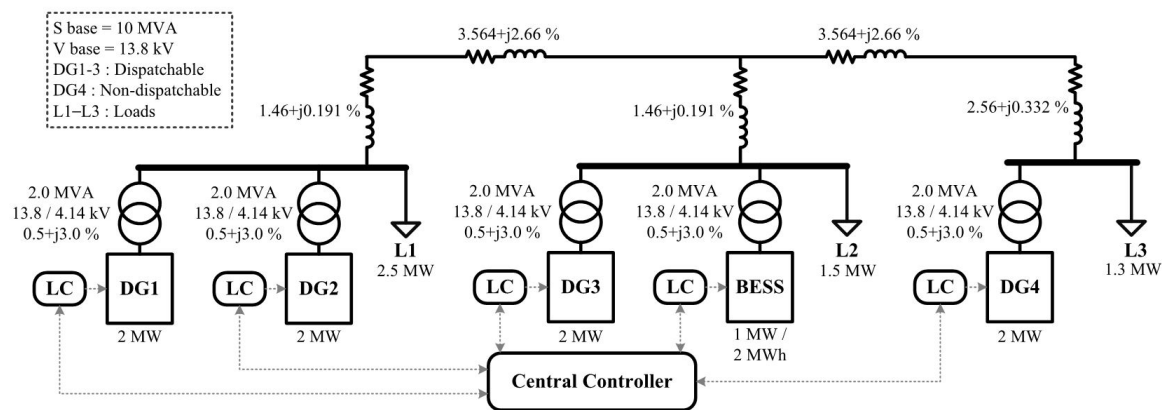 S base = 10 MVA
V base = 13.8 kV
DG1-3 : Dispatchable
DG4 : Non-dispatchable
L1–L3 : Loads
3.564+j2.66 %
3.564+j2.66 %
1.46+j0.191 %
1.46+j0.191 %
2.56+j0.332 %
2.0 MVA
13.8 / 4.14 kV
0.5+j3.0 %
2.0 MVA
13.8 / 4.14 kV
0.5+j3.0 %
L1
2.5 MW
2.0 MVA
13.8 / 4.14 kV
0.5+j3.0 %
2.0 MVA
13.8 / 4.14 kV
0.5+j3.0 %
L2
1.5 MW
2.0 MVA
13.8 / 4.14 kV
0.5+j3.0 %
L3
1.3 MW
LC
DG1
2 MW
LC
DG2
LC
DG3
2 MW
LC
BESS
1 MW /
2 MWh
LC
DG4
2 MW
Central Controller